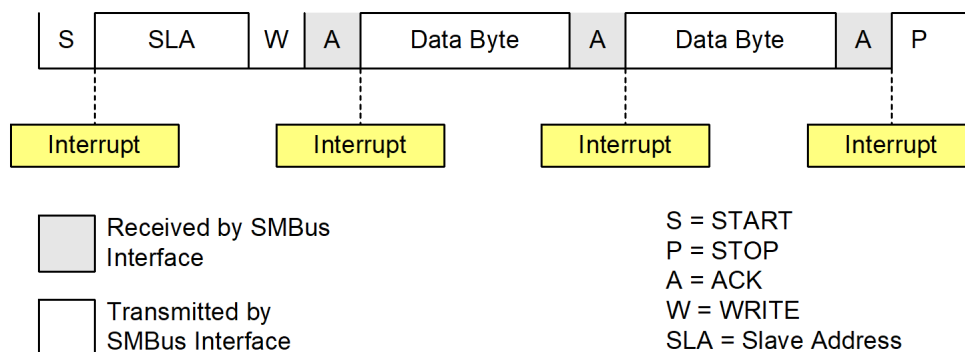 S SLA W A Data Byte A Data Byte A P
Interrupt Interrupt Interrupt Interrupt
Received by SMBus
Interface
Transmitted by
SMBus Interface
S = START
P = STOP
A = ACK
W = WRITE
SLA = Slave Address